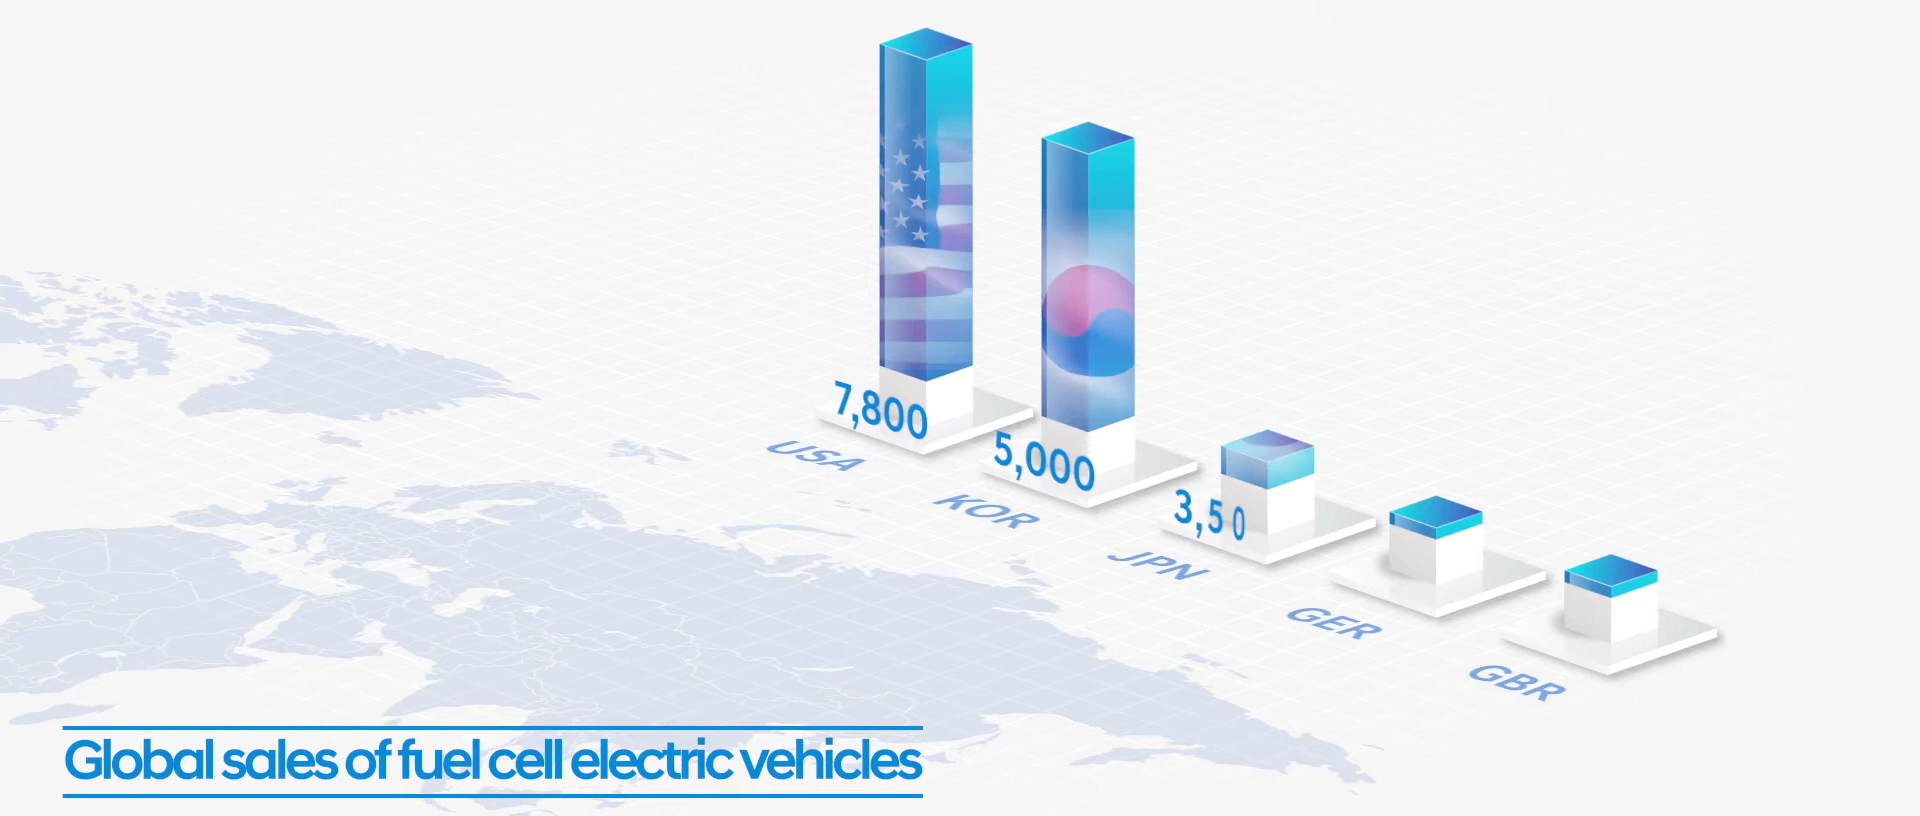 7,800
USA
5,000
KOR
3,50
JPN
GER
GBR
Global sales of fuel cell electric vehicles